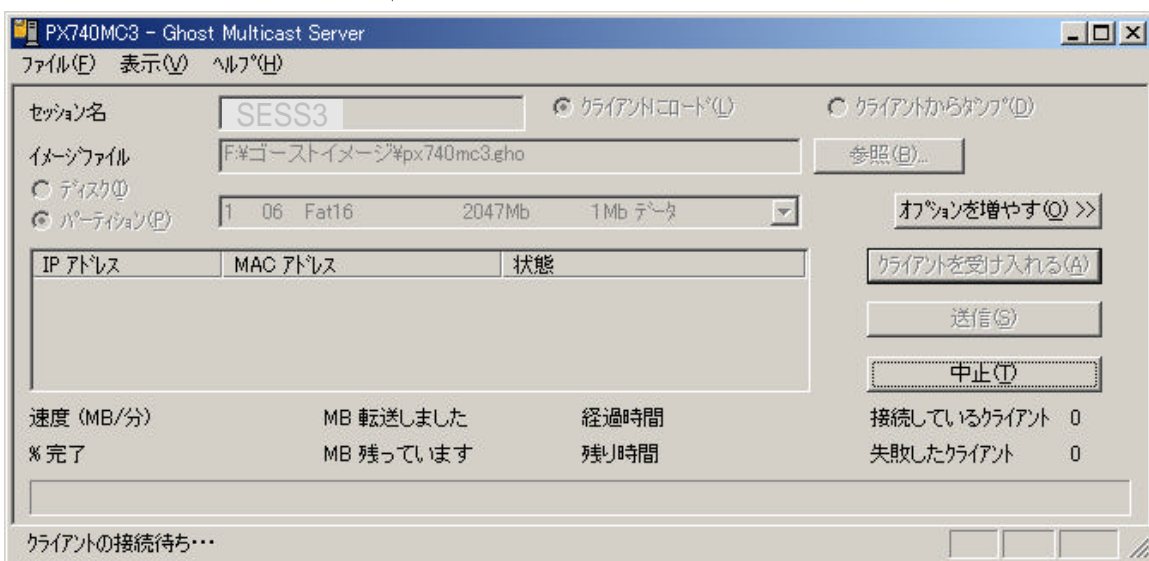 PX740MC3 - Ghost Multicast Server
ファイル(F) 表示(V) ヘルプ(H)
セッション名 SESS3 クライアントにロード(L) クライアントからダンプ(D)
イメージファイル F:¥ゴーストイメージ¥px740mc3.gho 参照(B)...
ディスク(I)
パーティション(P) 1 06 Fat16 2047Mb 1Mb データ オプションを増やす(O) >>
IP アドレス MAC アドレス 状態 クライアントを受け入れる(A)
送信(S)
中止(T)
速度 (MB/分) MB 転送しました 経過時間 接続しているクライアント 0
% 完了 MB 残っています 残り時間 失敗したクライアント 0
クライアントの接続待ち・・・